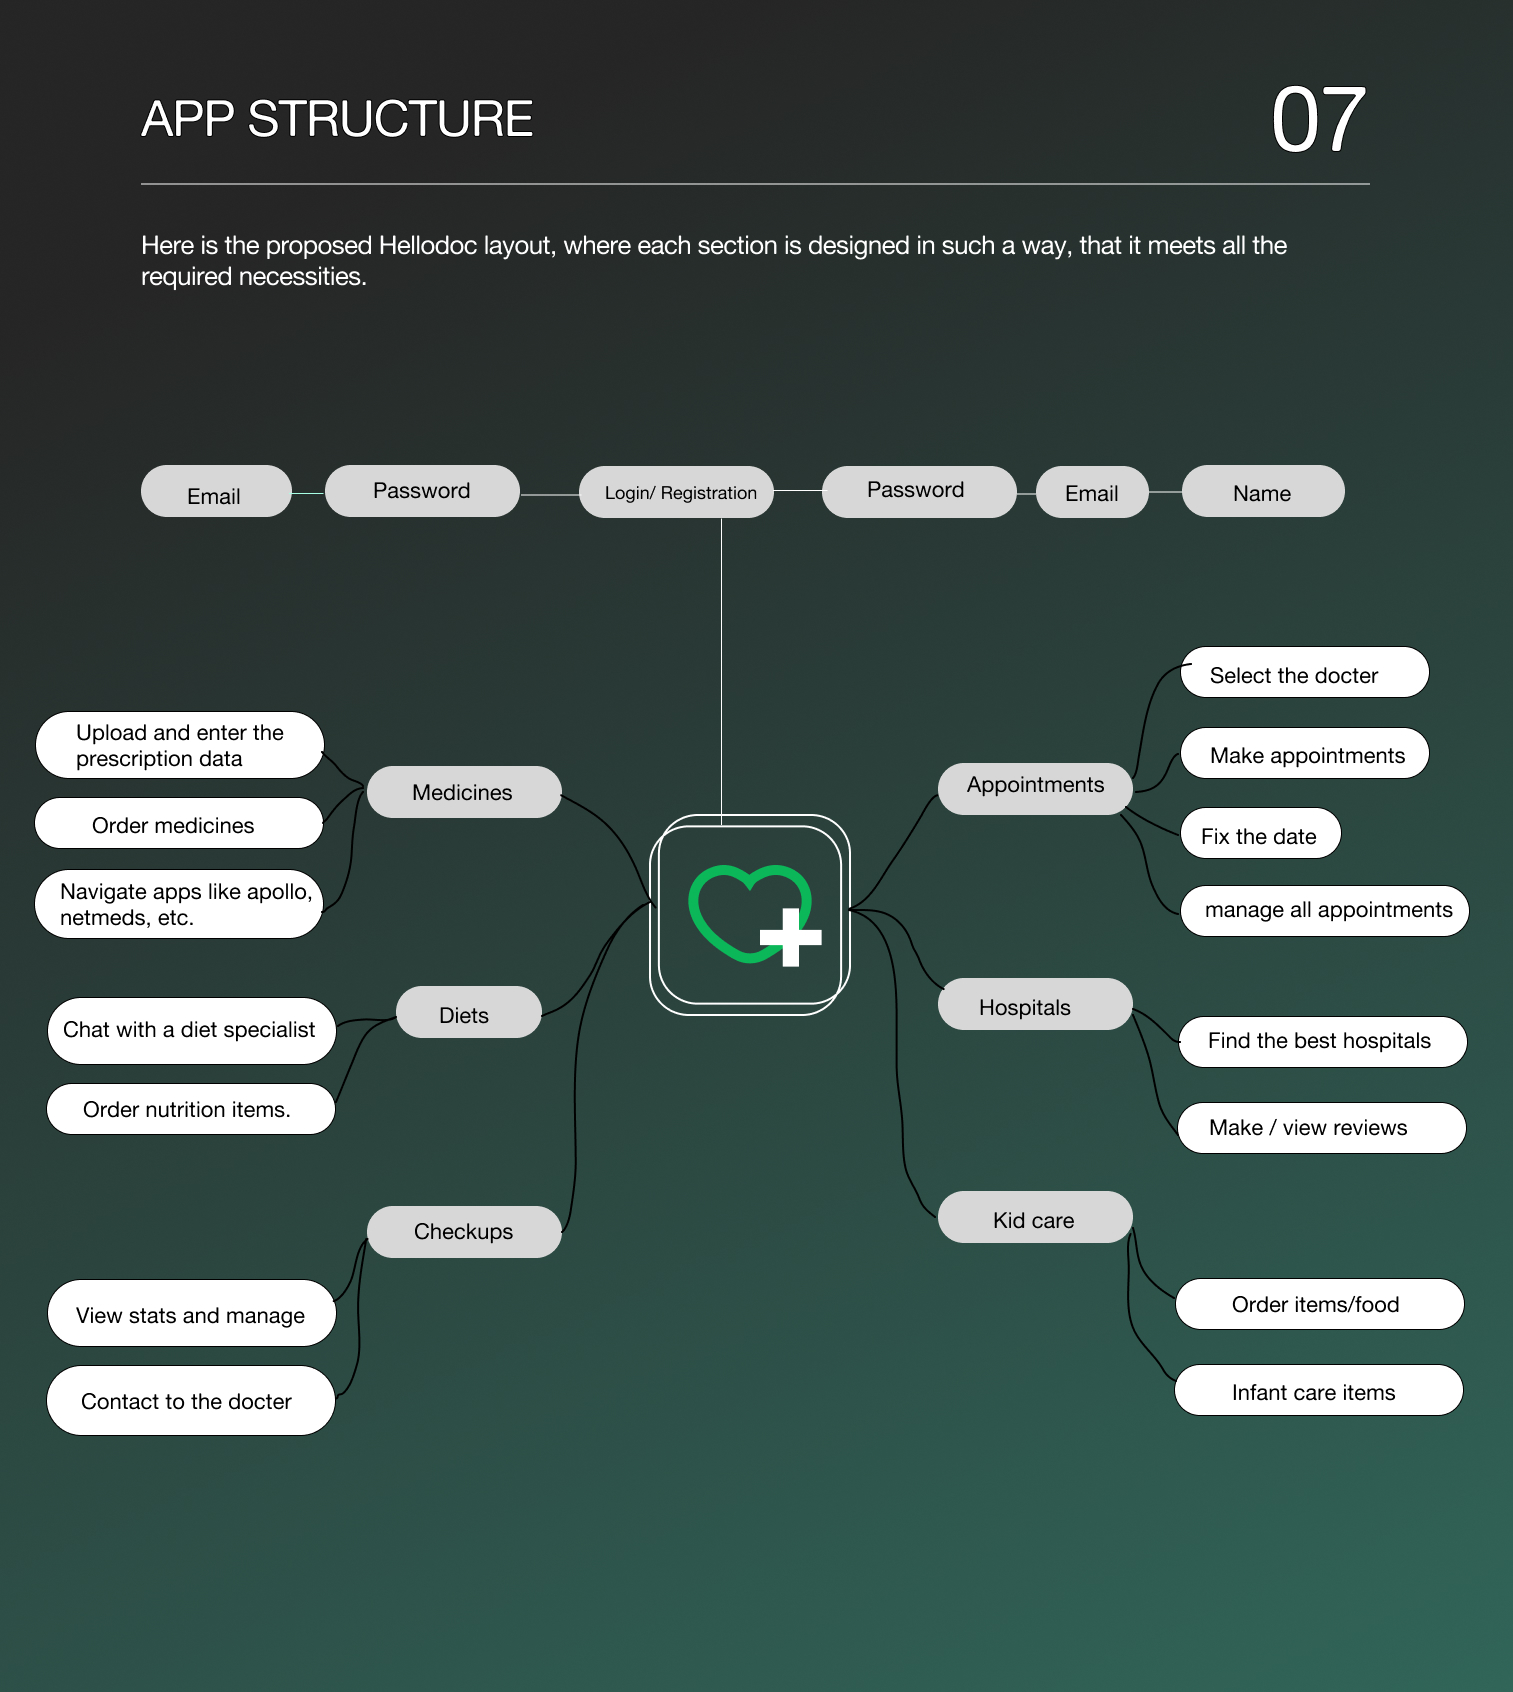 APP STRUCTURE
07
Here is the proposed Hellodoc layout, where each section is designed in such a way, that it meets all the
required necessities.
Email
Password
Login/ Registration
Password
Email
Name
Upload and enter the
prescription data
Order medicines
Navigate apps like apollo,
netmeds, etc.
Medicines
Chat with a diet specialist
Order nutrition items.
Diets
Checkups
View stats and manage
Contact to the docter
Appointments
Select the docter
Make appointments
Fix the date
manage all appointments
Hospitals
Find the best hospitals
Make / view reviews
Kid care
Order items/food
Infant care items